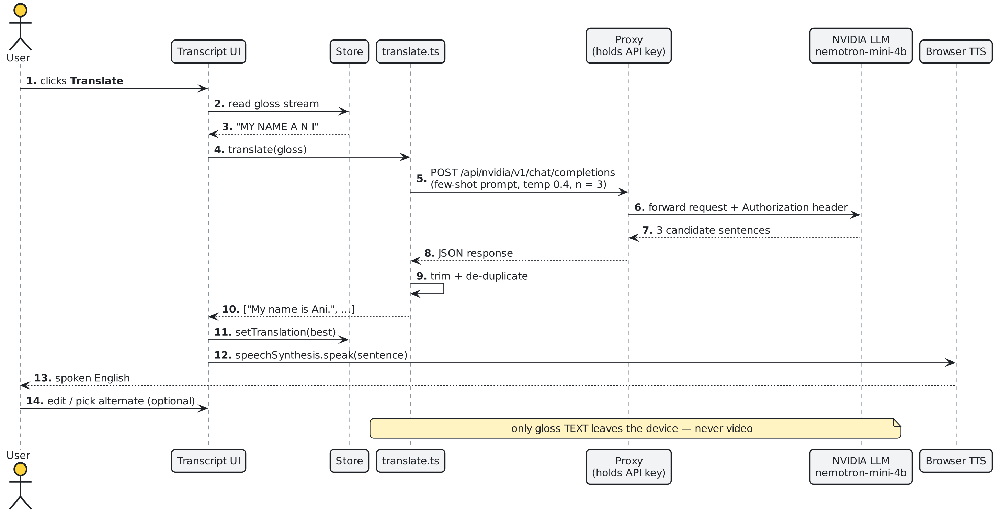 User
Transcript UI
Store
translate.ts
Proxy
(holds API key)
NVIDIA LLM
nemotron-mini-4b
Browser TTS
1. clicks Translate
2. read gloss stream
3. "MY NAME A N I"
4. translate(gloss)
5. POST /api/nvidia/v1/chat/completions
(few-shot prompt, temp 0.4, n = 3)
6. forward request + Authorization header
7. 3 candidate sentences
8. JSON response
9. trim + de-duplicate
10. ["My name is Ani.", ...]
11. setTranslation(best)
12. speechSynthesis.speak(sentence)
13. spoken English
14. edit / pick alternate (optional)
only gloss TEXT leaves the device — never video
User
Transcript UI
Store
translate.ts
Proxy
(holds API key)
NVIDIA LLM
nemotron-mini-4b
Browser TTS